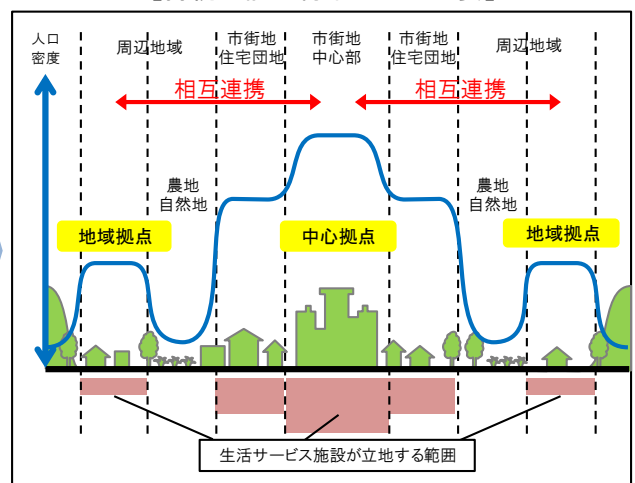 人口
密度
周辺地域
市街地
住宅団地
市街地
中心部
市街地
住宅団地
周辺地域
相互連携
相互連携
農地
自然地
農地
自然地
地域拠点
中心拠点
地域拠点
生活サービス施設が立地する範囲